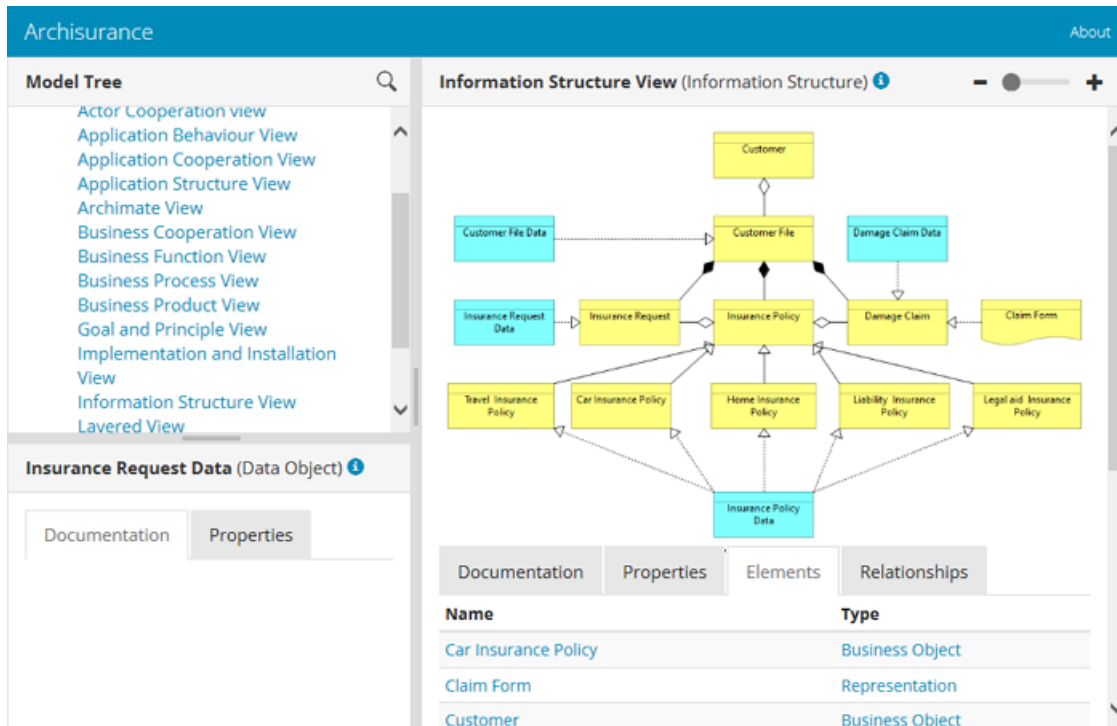 Archisurance
About
Model Tree
Actor Cooperation view
Application Behaviour View
Application Cooperation View
Application Structure View
Archimate View
Business Cooperation View
Business Function View
Business Process View
Business Product View
Goal and Principle View
Implementation and Installation
View
Information Structure View
Layered View
Insurance Request Data (Data Object)
Documentation
Properties
Information Structure View (Information Structure)
Customer
Customer File Data
Customer File
Damage Claim Data
Insurance Request
Data
Insurance Request
Insurance Policy
Damage Claim
Claim Form
Travel Insurance
Policy
Car Insurance Policy
Home Insurance
Policy
Liability Insurance
Policy
Legal aid Insurance
Policy
Insurance Policy
Data
Documentation
Properties
Elements
Relationships
Name Type
Car Insurance Policy Business Object
Claim Form Representation
Customer Business Object